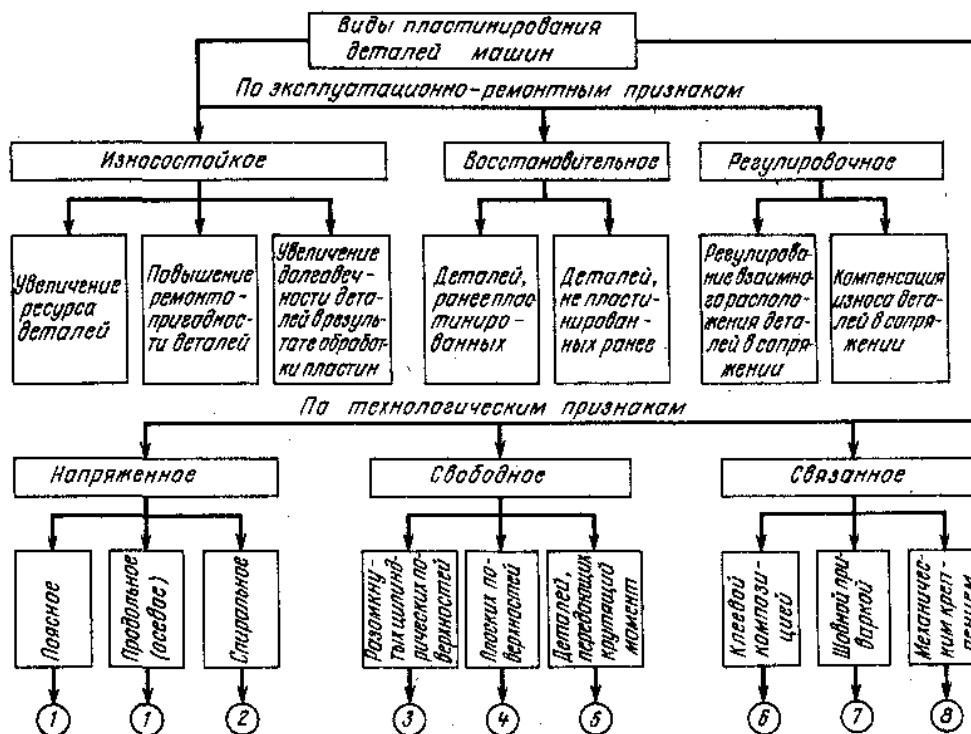 Виды пластинирования
деталей машин
По эксплуатационно-ремонтным признакам
Износостойкое
Восстановительное
Регулировочное
Увеличение
ресурса
деталей
Повышение
ремонто-
пригоднос-
ти деталей
Увеличение
долговеч-
ности дета-
лей в резуль-
тате обработ-
ки пластин
Деталей,
ранее плас-
тиниро-
ванных
Деталей,
не пласти-
нирован-
ных ранее
Регулирова-
ние взаимно-
го располо-
жения дета-
лей в сопря-
жении
Компенсация
износа дета-
лей в сопря-
жении
По технологическим признакам
Напряженное
Свободное
Связанное
Поясное
Продольное
(осевое)
Спиральное
Разомкну-
тых цилинд-
рических по-
верхностей
Плоских по-
верхностей
Деталей,
передающих
крутящий
момент
Клеевой
компози-
цией
Шовной при-
варкой
Механичес-
ким креп-
лением
1
1
2
3
4
5
6
7
8